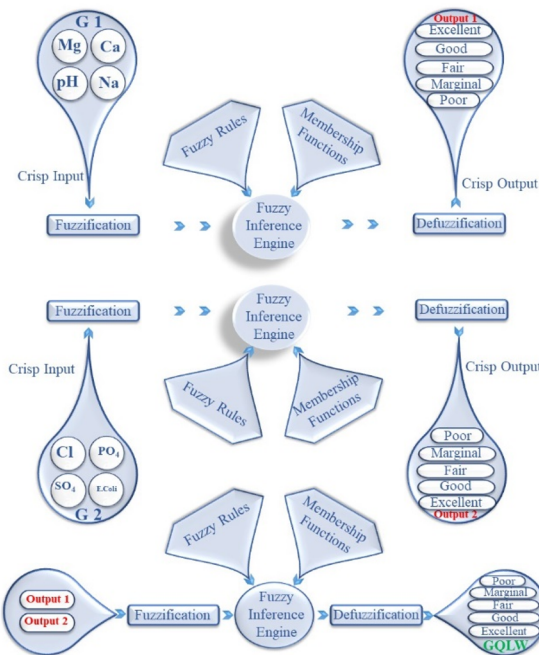 G 1
Mg Ca
pH Na
Crisp Input
Fuzzification
Fuzzy Rules
Membership
Functions
Fuzzy
Inference
Engine
Output 1
Excellent
Good
Fair
Marginal
Poor
Crisp Output
Defuzzification
Fuzzification
Crisp Input
Cl PO4
SO4 E.Coli
G 2
Fuzzy
Inference
Engine
Fuzzy Rules
Membership
Functions
Defuzzification
Crisp Output
Poor
Marginal
Fair
Good
Excellent
Output 2
Fuzzy Rules
Membership
Functions
Output 1
Output 2
Fuzzification
Fuzzy
Inference
Engine
Defuzzification
Poor
Marginal
Fair
Good
Excellent
GQLW